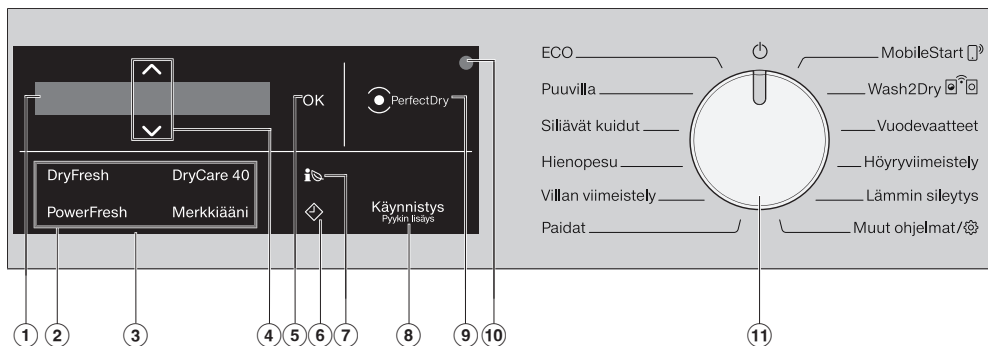 OK
PerfectDry
DryFresh DryCare 40
PowerFresh Merkkiääni
Käynnistys
Pyykin lisäys
ECO
Puuvilla
Siliävät kuidut
Hienopesu
Villan viimeistely
Paidat
MobileStart
Wash2Dry
Vuodevaatteet
Höyryviimeistely
Lämmin sileytys
Muut ohjelmat/
1 2 3 4 5 6 7 8 9 10 11